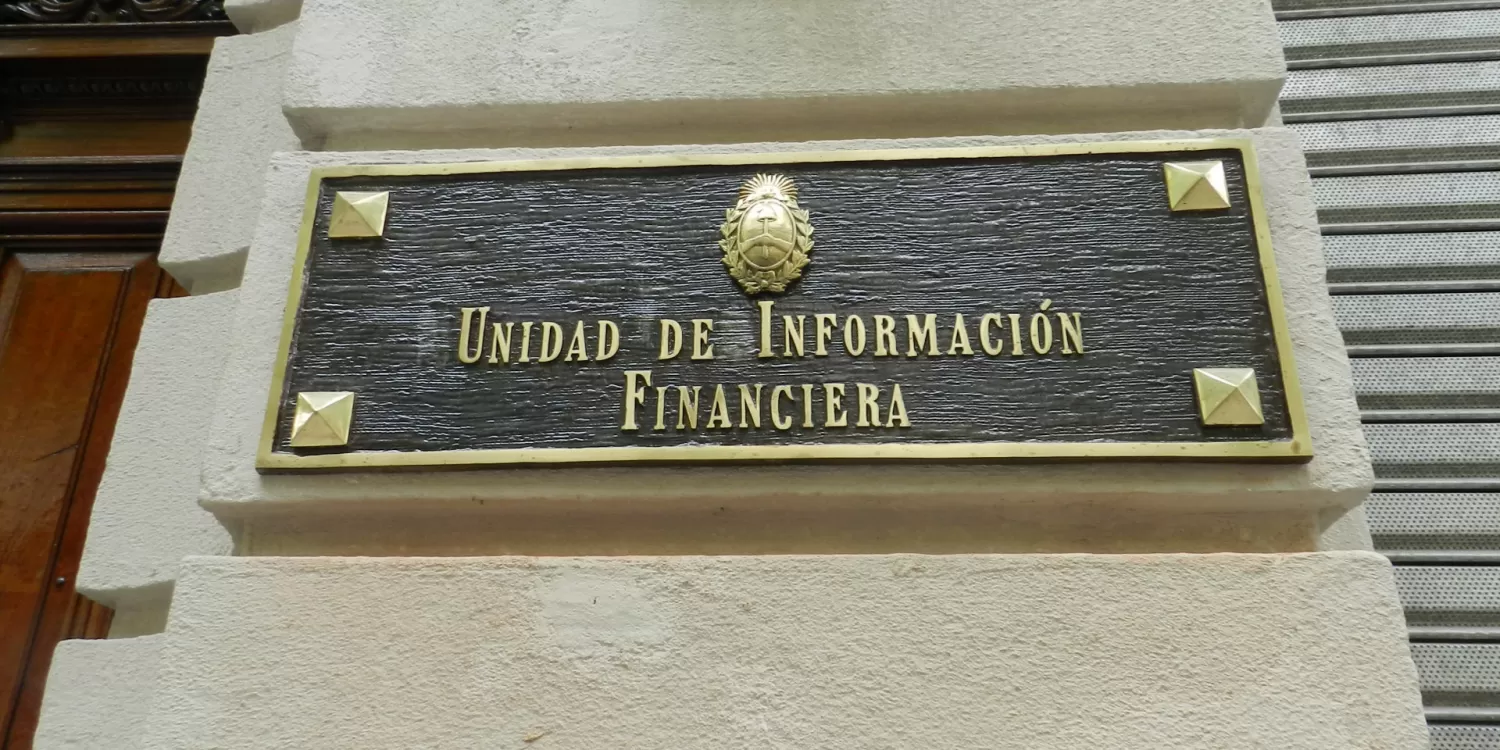 Unidad de Información
Financiera